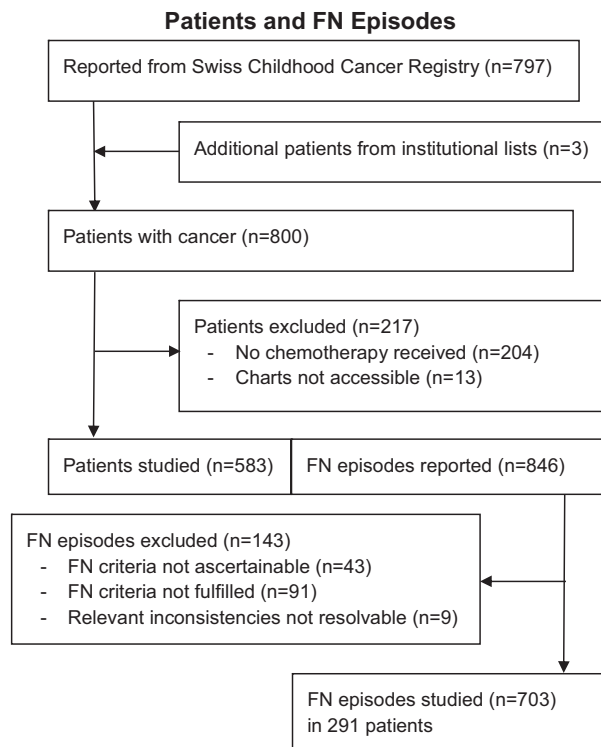 Patients and FN Episodes
Reported from Swiss Childhood Cancer Registry (n=797)
Additional patients from institutional lists (n=3)
Patients with cancer (n=800)
Patients excluded (n=217)
- No chemotherapy received (n=204)
- Charts not accessible (n=13)
Patients studied (n=583)
FN episodes reported (n=846)
FN episodes excluded (n=143)
- FN criteria not ascertainable (n=43)
- FN criteria not fulfilled (n=91)
- Relevant inconsistencies not resolvable (n=9)
FN episodes studied (n=703)
in 291 patients